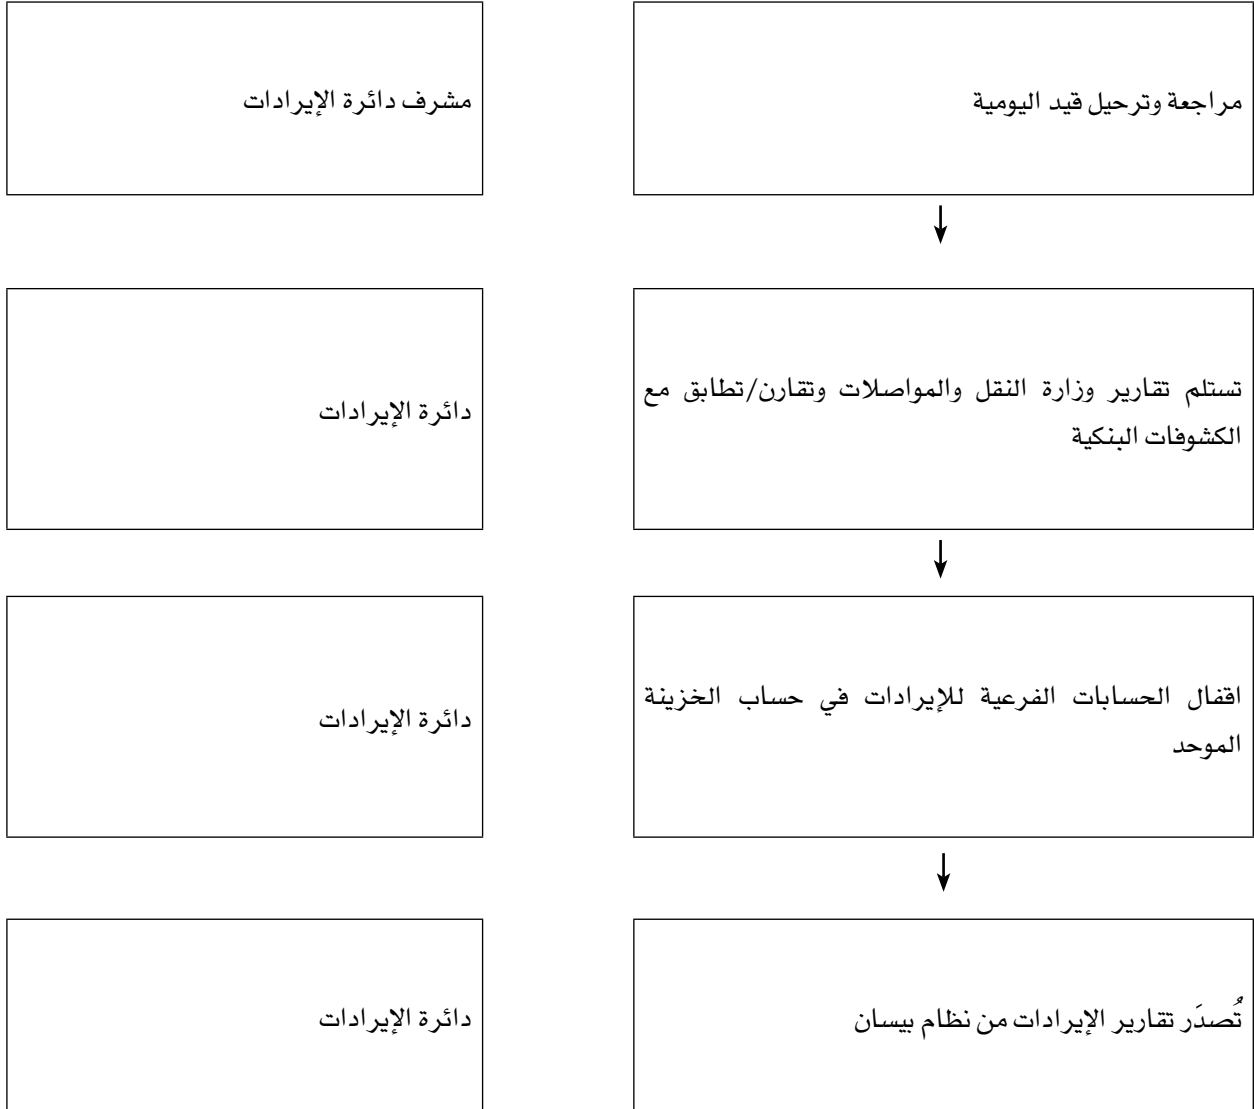 مراجعة وترحيل قيد اليومية
مشرف دائرة الإيرادات
تستلم تقارير وزارة النقل والمواصلات وتقارن/تطابق مع
الكشوفات البنكية
دائرة الإيرادات
اقفال الحسابات الفرعية للإيرادات في حساب الخزينة
الموحد
دائرة الإيرادات
تُصدَر تقارير الإيرادات من نظام بيسان
دائرة الإيرادات